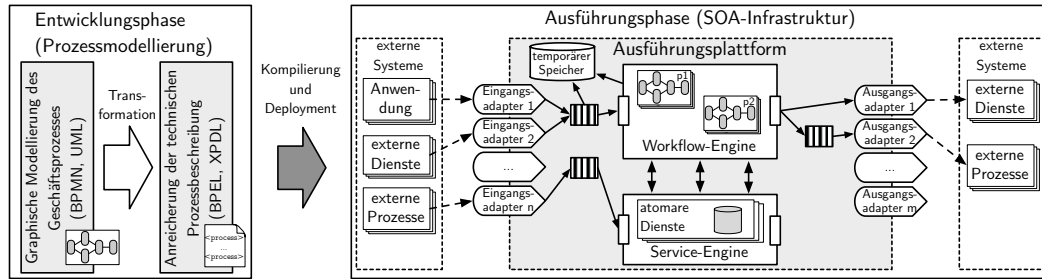 Entwicklungsphase
(Prozessmodellierung)
Graphische Modellierung des
Geschäftsprozesses
(BPMN, UML)
Trans-
formation
Anreicherung der technischen
Prozessbeschreibung
(BPEL, XPDL)
<process>
...
<process>
Kompilierung
und
Deployment
Ausführungsphase (SOA-Infrastruktur)
externe
Systeme
Anwen-
dung
externe
Dienste
externe
Prozesse
Ausführungsplattform
temporärer
Speicher
Eingangs-
adapter 1
Eingangs-
adapter 2
...
Eingangs-
adapter n
p1
p2
Workflow-Engine
atomare
Dienste
Service-Engine
Ausgangs-
adapter 1
Ausgangs-
adapter 2
...
Ausgangs-
adapter m
externe
Systeme
externe
Dienste
externe
Prozesse